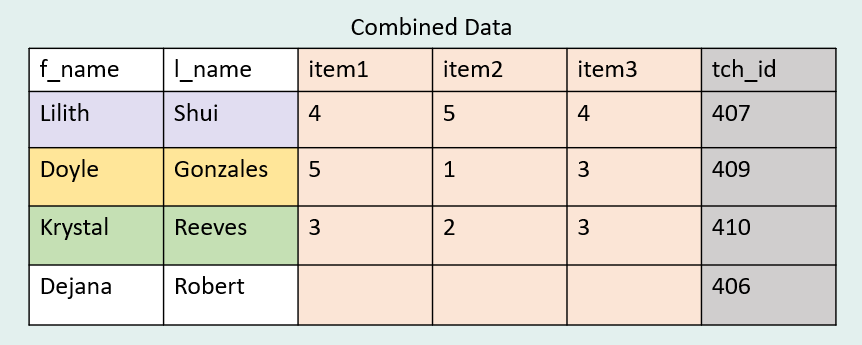 Combined Data
f_name l_name item1 item2 item3 tch_id
Lilith Shui 4 5 4 407
Doyle Gonzales 5 1 3 409
Krystal Reeves 3 2 3 410
Dejana Robert 406